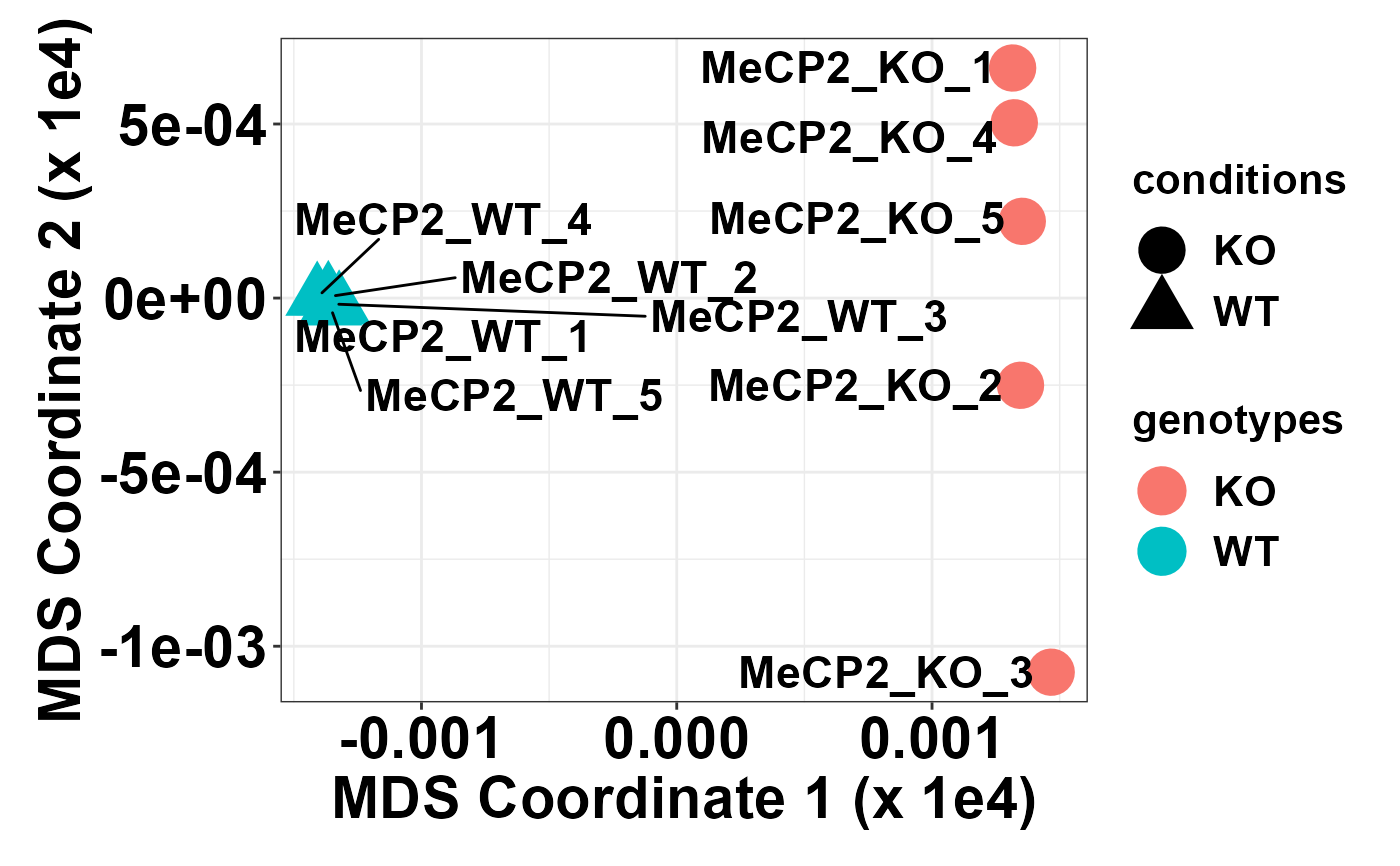 MDS Coordinate 2 (x 1e4)
5e-04
0e+00
-5e-04
-1e-03
MeCP2_KO_1
MeCP2_KO_4
MeCP2_KO_5
MeCP2_WT_4
MeCP2_WT_2
MeCP2_WT_3
MeCP2_WT_1
MeCP2_WT_5
MeCP2_KO_2
MeCP2_KO_3
-0.001
0.000
0.001
MDS Coordinate 1 (x 1e4)
conditions
KO
WT
genotypes
KO
WT